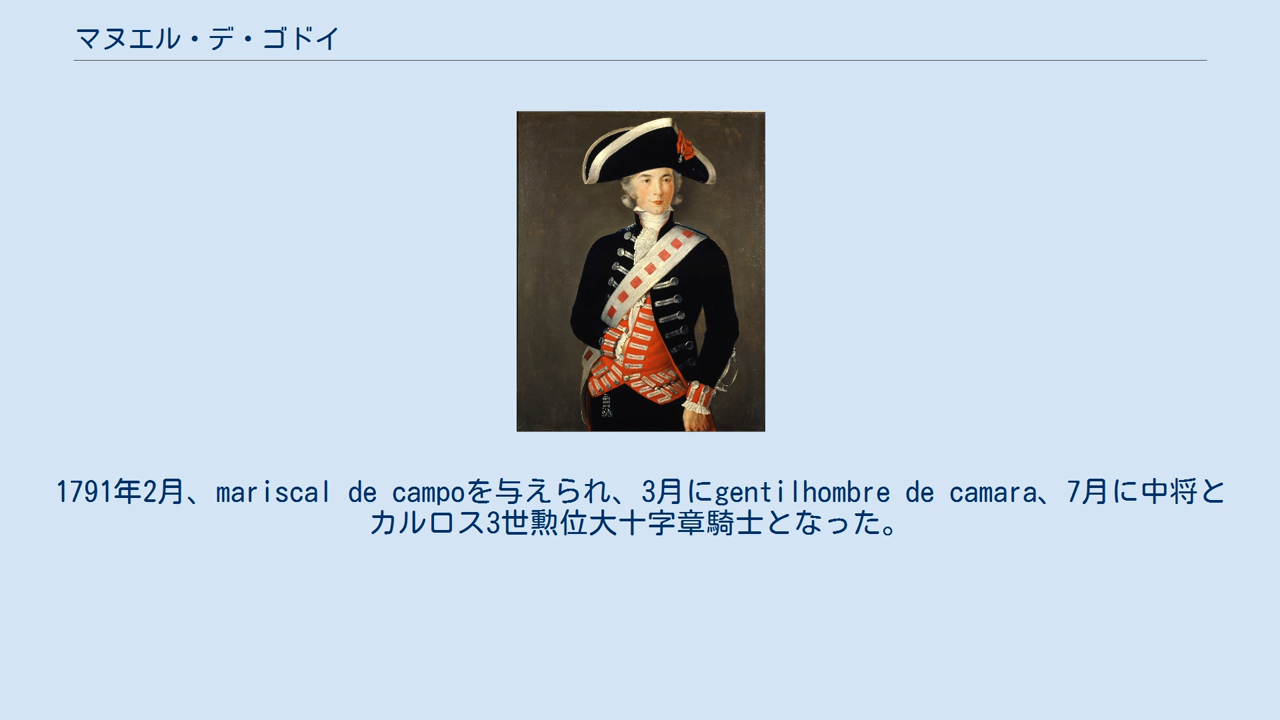 マヌエル・デ・ゴドイ
1791年2月、mariscal de campoを与えられ、3月にgentilhombre de camara、7月に中将と
カルロス3世勲位大十字章騎士となった。